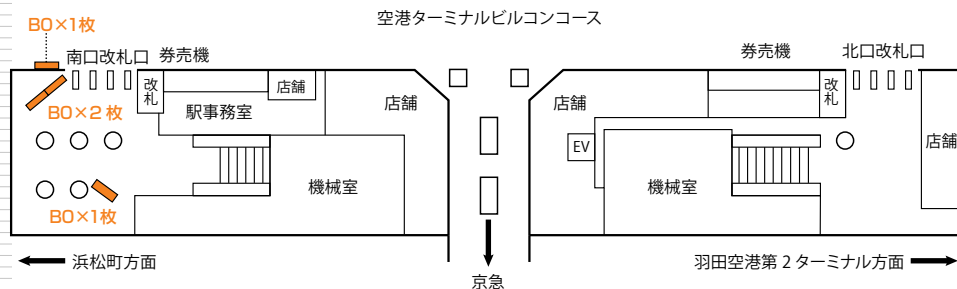 空港ターミナルビルコンコース
BO×1枚
南口改札口
券売機
券売機
北口改札口
改札
店舗
BO×2枚
駅事務室
店舗
店舗
改札
EV
店舗
機械室
機械室
BO×1枚
浜松町方面
羽田空港第2ターミナル方面
京急